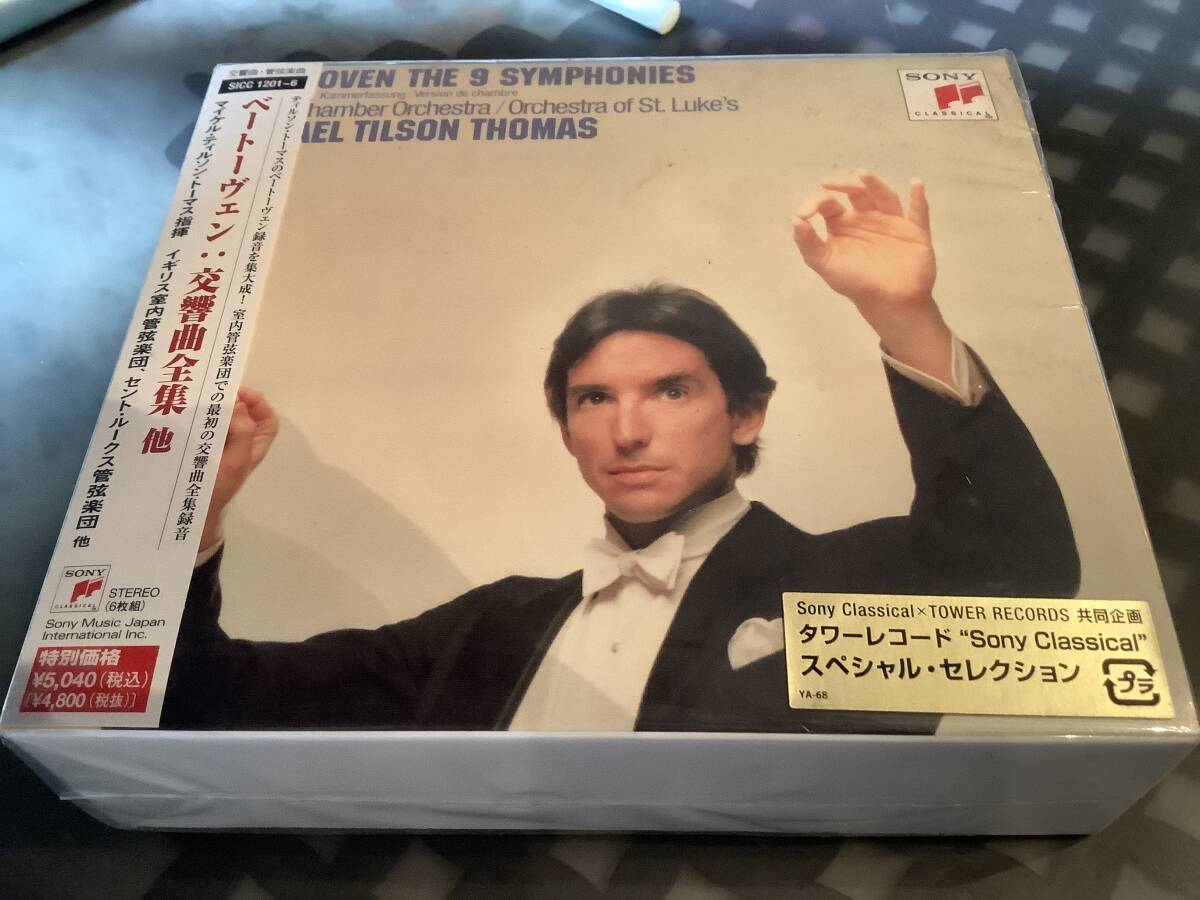 交響曲・管弦楽曲
SICC 1201~6
ベートーヴェン：交響曲全集 他
マイケル・ティルソン・トーマス指揮 イギリス室内管弦楽団、セント・ルークス管弦楽団 他
ティルソン・トーマスのベートーヴェン録音を集大成！ 室内管弦楽団での最初の交響曲全集録音
SONY
CLASSICAL
STEREO
(6枚組)
Sony Music Japan
International Inc.
特別価格
¥5,040(税込)
[¥4,800(税抜)]
OVEN THE 9 SYMPHONIES
Kammerfassung / Version de chambre
hamber Orchestra / Orchestra of St. Luke's
AEL TILSON THOMAS
SONY
CLASSICAL
Sony Classical×TOWER RECORDS 共同企画
タワーレコード “Sony Classical”
スペシャル・セレクション
YA-68
プラ